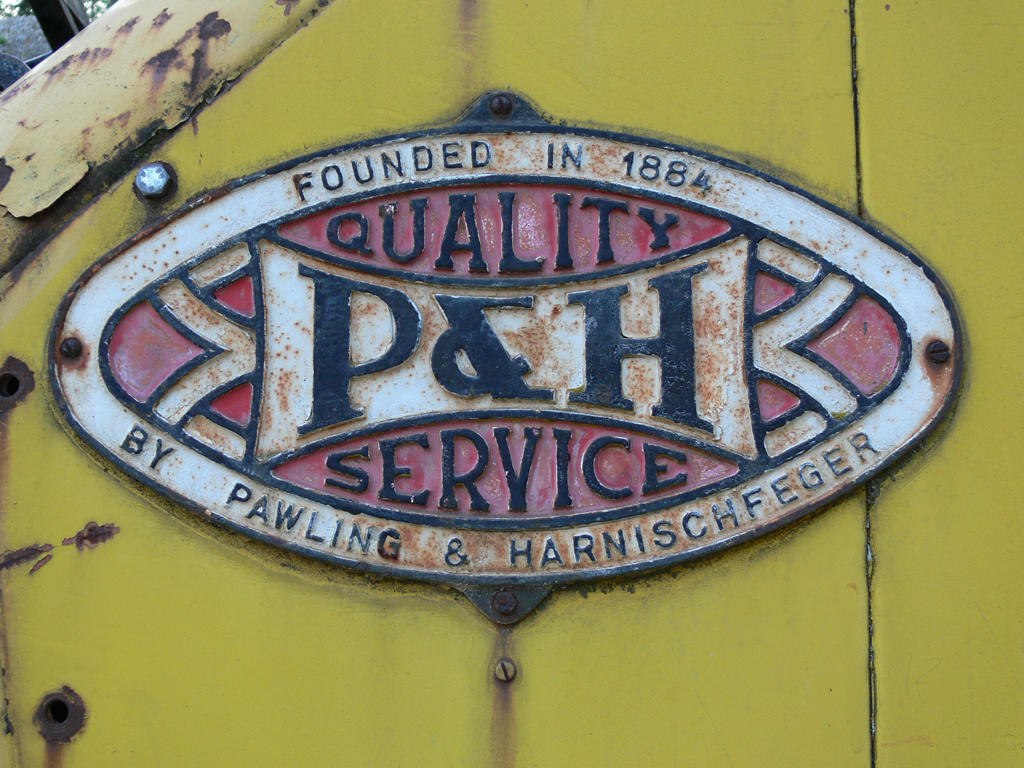 FOUNDED IN 1884
QUALITY
P&H
SERVICE
BY PAWLING & HARNISCHFEGER